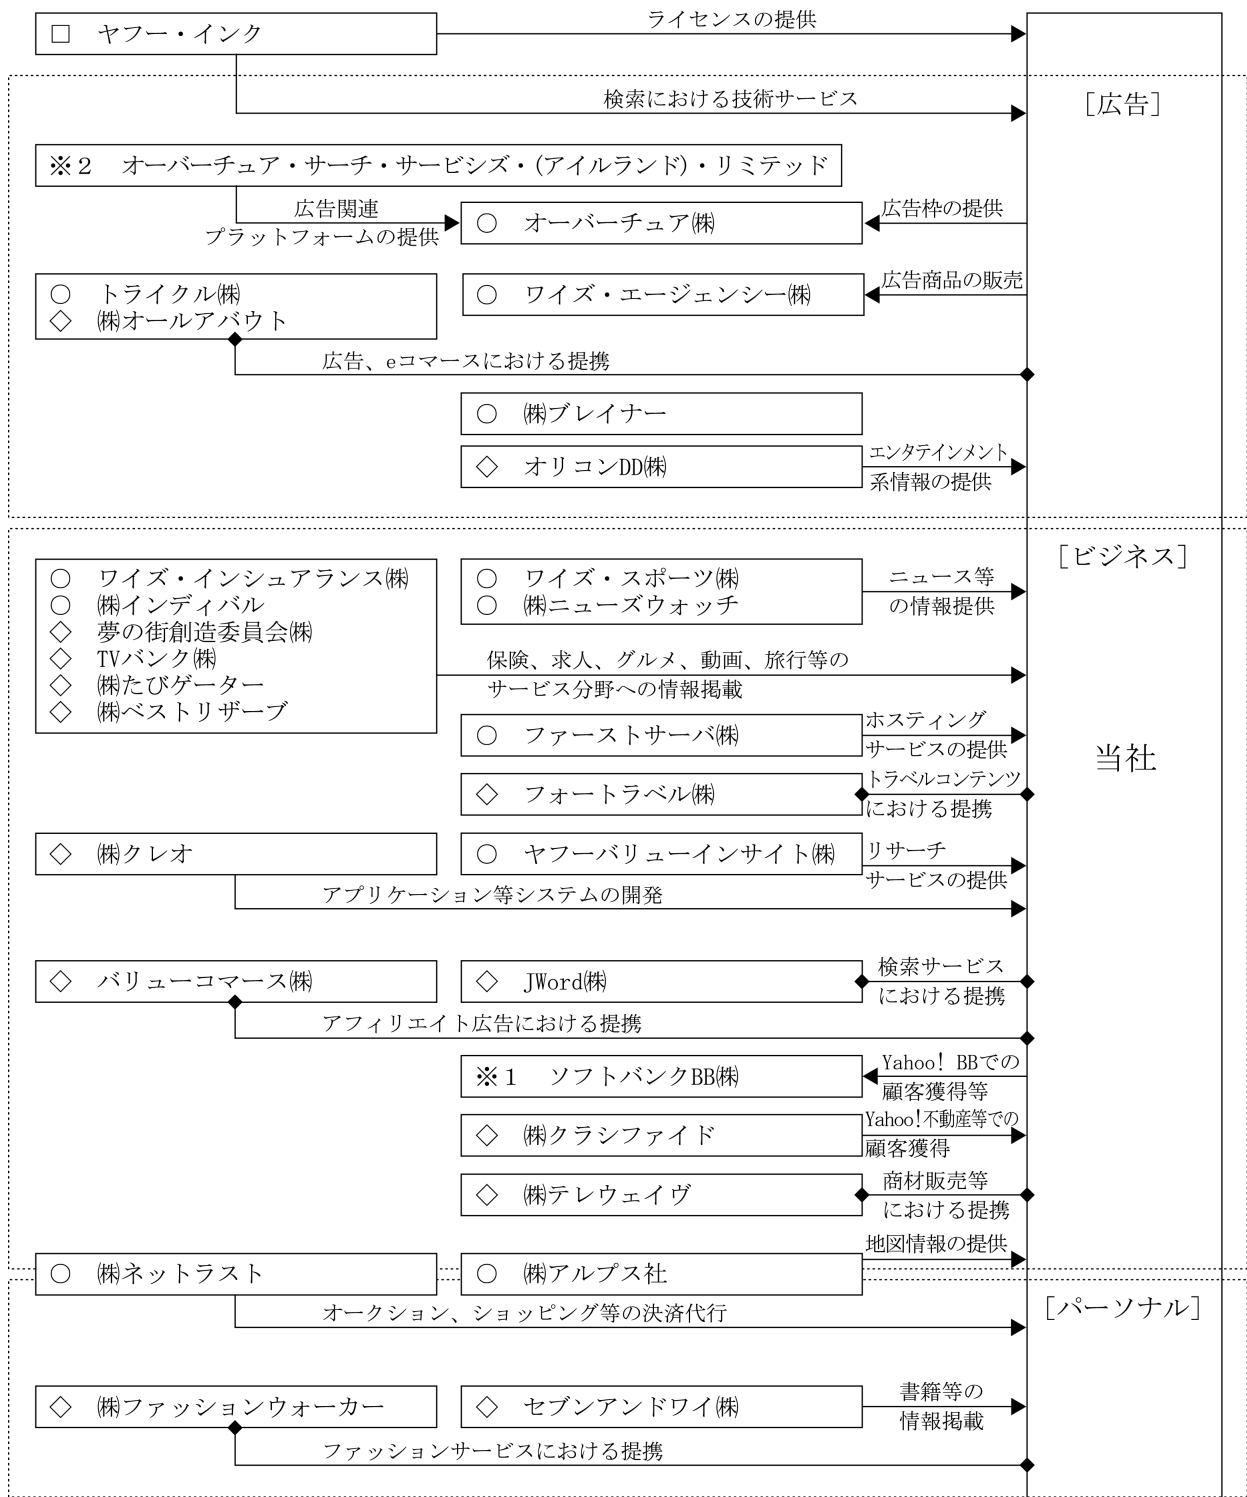 □　ヤフー・インク
ライセンスの提供
検索における技術サービス
［広告］
※２　オーバーチュア・サーチ・サービシズ・(アイルランド)・リミテッド
広告関連
プラットフォームの提供
○　オーバーチュア㈱
広告枠の提供
○　トライクル㈱
◇　㈱オールアバウト
○　ワイズ・エージェンシー㈱
広告商品の販売
広告、eコマースにおける提携
○　㈱ブレイナー
◇　オリコンDD㈱
エンタテインメント
系情報の提供
［ビジネス］
○　ワイズ・インシュアランス㈱
○　㈱インディバル
◇　夢の街創造委員会㈱
◇　TVバンク㈱
◇　㈱たびゲーター
◇　㈱ベストリザーブ
○　ワイズ・スポーツ㈱
○　㈱ニューズウォッチ
ニュース等
の情報提供
保険、求人、グルメ、動画、旅行等の
サービス分野への情報掲載
○　ファーストサーバ㈱
ホスティング
サービスの提供
当社
◇　フォートラベル㈱
トラベルコンテンツ
における提携
◇　㈱クレオ
○　ヤフーバリューインサイト㈱
リサーチ
サービスの提供
アプリケーション等システムの開発
◇　バリューコマース㈱
◇　JWord㈱
検索サービス
における提携
アフィリエイト広告における提携
※１　ソフトバンクBB㈱
Yahoo! BBでの
顧客獲得等
◇　㈱クラシファイド
Yahoo!不動産等での
顧客獲得
◇　㈱テレウェイヴ
商材販売等
における提携
○　㈱ネットラスト
○　㈱アルプス社
地図情報の提供
［パーソナル］
オークション、ショッピング等の決済代行
◇　㈱ファッションウォーカー
◇　セブンアンドワイ㈱
書籍等の
情報掲載
ファッションサービスにおける提携